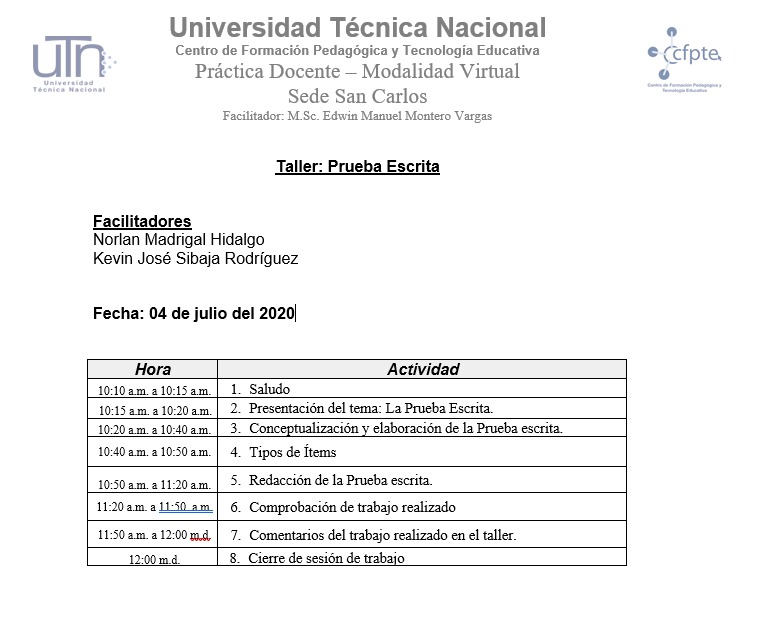 Universidad Técnica Nacional
Centro de Formación Pedagógica y Tecnología Educativa
Práctica Docente – Modalidad Virtual
Sede San Carlos
Facilitador: M.Sc. Edwin Manuel Montero Vargas
UTN
Universidad
Técnica Nacional
cfpte
Centro de Formación Pedagógica y
Tecnología Educativa
Taller: Prueba Escrita
Facilitadores
Norlan Madrigal Hidalgo
Kevin José Sibaja Rodríguez
Fecha: 04 de julio del 2020
Hora Actividad
10:10 a.m. a 10:15 a.m. 1. Saludo
10:15 a.m. a 10:20 a.m. 2. Presentación del tema: La Prueba Escrita.
10:20 a.m. a 10:40 a.m. 3. Conceptualización y elaboración de la Prueba escrita.
10:40 a.m. a 10:50 a.m. 4. Tipos de Ítems
10:50 a.m. a 11:20 a.m. 5. Redacción de la Prueba escrita.
11:20 a.m. a 11:50 a.m. 6. Comprobación de trabajo realizado
11:50 a.m. a 12:00 m.d. 7. Comentarios del trabajo realizado en el taller.
12:00 m.d. 8. Cierre de sesión de trabajo